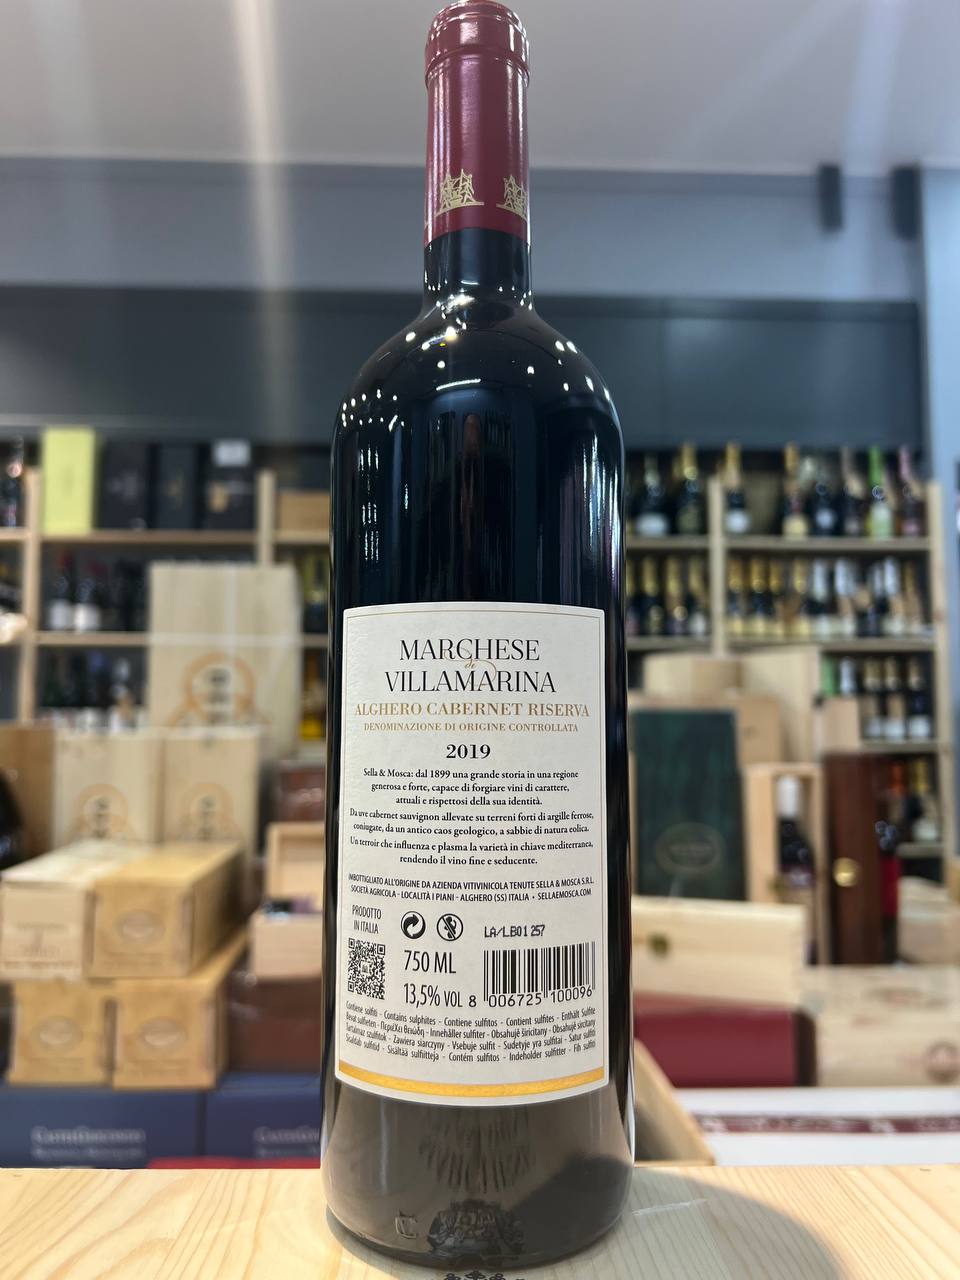 MARCHESE
de
VILLAMARINA
ALGHERO CABERNET RISERVA
DENOMINAZIONE DI ORIGINE CONTROLLATA
2019
Sella & Mosca: dal 1899 una grande storia in una regione
generosa e forte, capace di forgiare vini di carattere,
attuali e rispettosi della sua identità.
Da uve cabernet sauvignon allevate su terreni forti di argille ferrose,
coniugate, da un antico caos geologico, a sabbie di natura eolica.
Un terroir che influenza e plasma la varietà in chiave mediterranea,
rendendo il vino fine e seducente.
IMBOTTIGLIATO ALL'ORIGINE DA AZIENDA VITIVINICOLA TENUTE SELLA & MOSCA S.R.L.
SOCIETÀ AGRICOLA - LOCALITÀ I PIANI - ALGHERO (SS) ITALIA • SELLAEMOSCA.COM
PRODOTTO
IN ITALIA
LA/LB01 257
750 ML
13,5% VOL
8 006725 100096
Contiene solfiti - Contains sulphites - Contiene sulfitos - Contient sulfites - Enthält Sulfite
Bevat sulfieten - Περιέχει θειώδη - Innehåller sulfiter - Obsahuje siričitany - Obsahují siričitany
Tartalmaz szulfitok - Zawiera siarczyny - Vsebuje sulfit - Sudėtyje yra sulfitai - Satur sulfīti
Sisaldab sulfitid - Sisältää sulfiitteja - Contém sulfitos - Indeholder sulfitter - Fih sulfiti